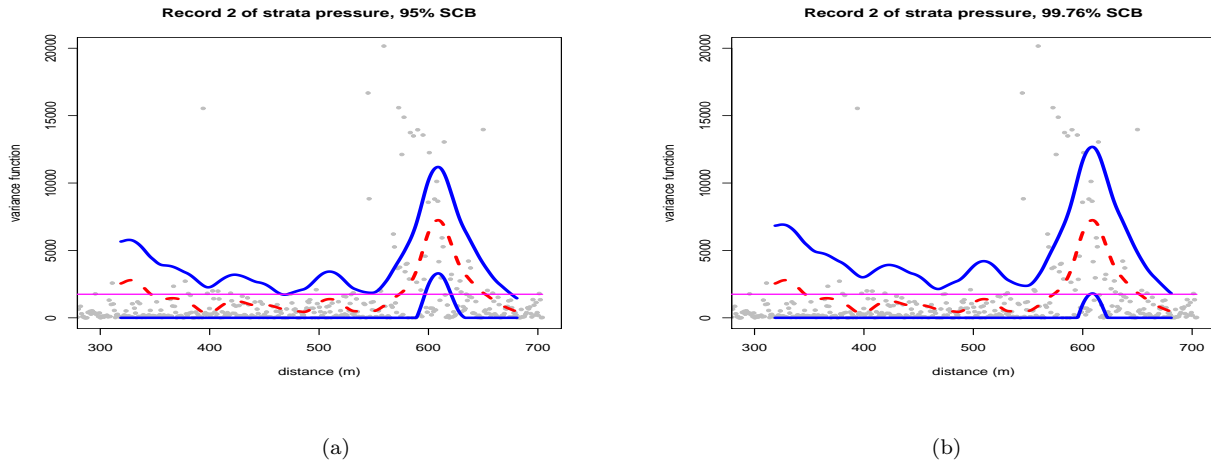 Record 2 of strata pressure, 95% SCB
variance function
20000
15000
10000
5000
0
300 400 500 600 700
distance (m)
(a)
Record 2 of strata pressure, 99.76% SCB
variance function
20000
15000
10000
5000
0
300 400 500 600 700
distance (m)
(b)